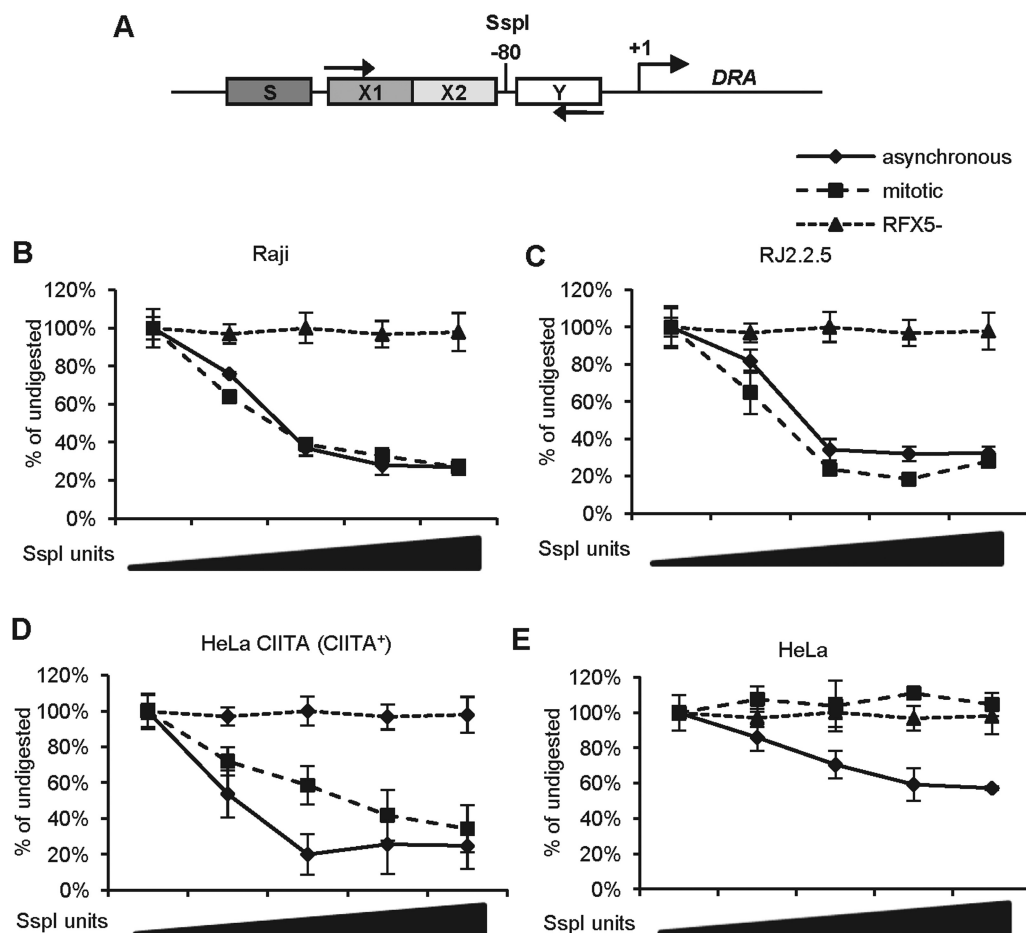 A
SspI
-80
+1
DRA
S
X1
X2
Y
asynchronous
mitotic
RFX5-
B
Raji
120%
100%
80%
60%
40%
20%
0%
% of undigested
SspI units
C
RJ2.2.5
120%
100%
80%
60%
40%
20%
0%
% of undigested
SspI units
D
HeLa CIITA (CIITA⁺)
120%
100%
80%
60%
40%
20%
0%
% of undigested
SspI units
E
HeLa
120%
100%
80%
60%
40%
20%
0%
% of undigested
SspI units